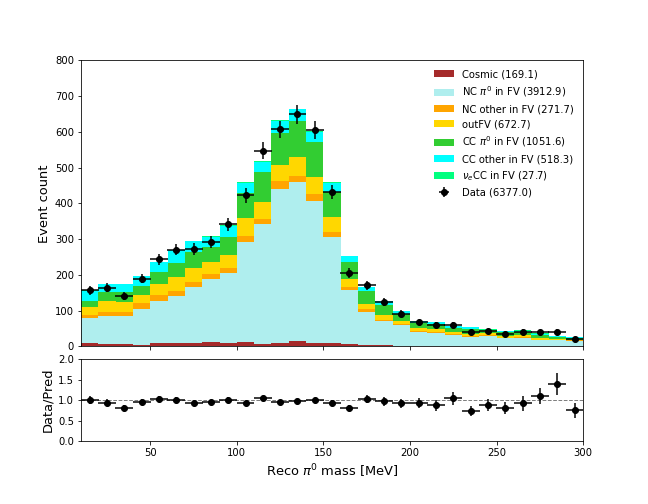 800
700
600
500
400
300
200
100
0
Event count
Cosmic (169.1)
NC π⁰ in FV (3912.9)
NC other in FV (271.7)
outFV (672.7)
CC π⁰ in FV (1051.6)
CC other in FV (518.3)
νₑCC in FV (27.7)
Data (6377.0)
2.0
1.5
1.0
0.5
0.0
Data/Pred
50 100 150 200 250 300
Reco π⁰ mass [MeV]